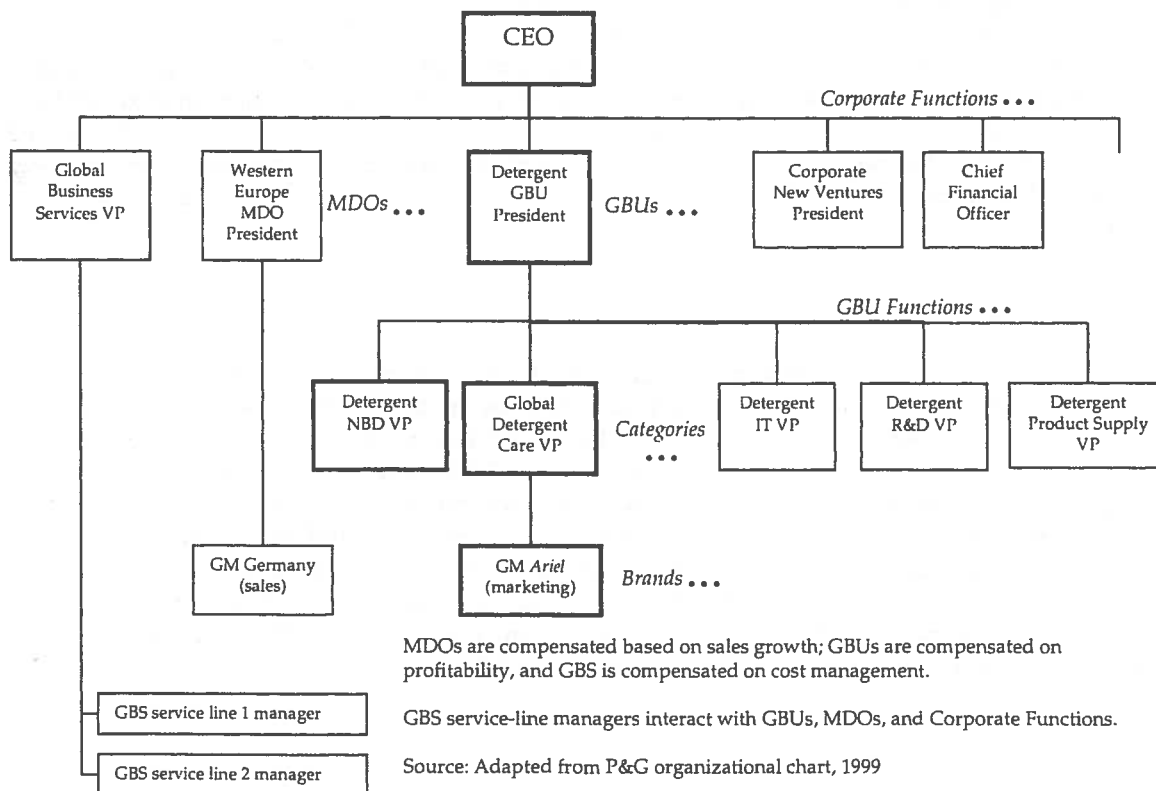 CEO
Corporate Functions •••
Global
Business
Services VP
Western
Europe
MDO
President
MDOs •••
Detergent
GBU
President
GBUs •••
Corporate
New Ventures
President
Chief
Financial
Officer
GBU Functions •••
Detergent
NBD VP
Global
Detergent
Care VP
Categories
•••
Detergent
IT VP
Detergent
R&D VP
Detergent
Product Supply
VP
GM Germany
(sales)
GM Ariel
(marketing)
Brands •••
MDOs are compensated based on sales growth; GBUs are compensated on
profitability, and GBS is compensated on cost management.
GBS service line 1 manager
GBS service-line managers interact with GBUs, MDOs, and Corporate Functions.
GBS service line 2 manager
Source: Adapted from P&G organizational chart, 1999